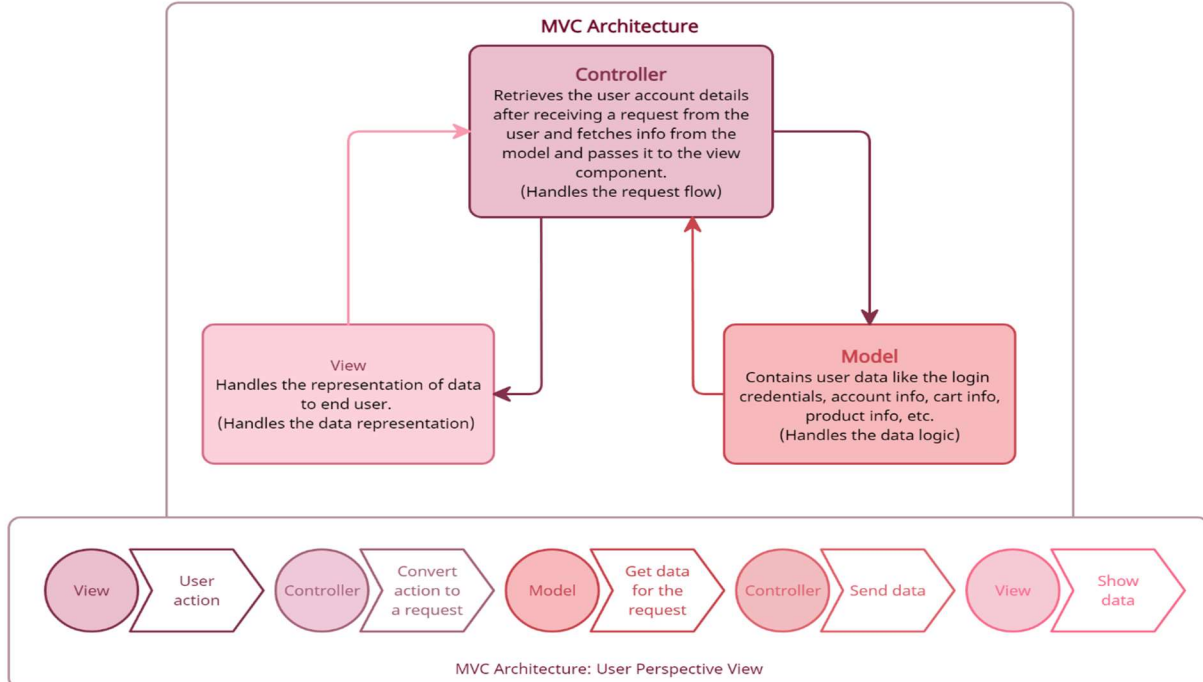 MVC Architecture
Controller
Retrieves the user account details
after receiving a request from the
user and fetches info from the
model and passes it to the view
component.
(Handles the request flow)
View
Handles the representation of data
to end user.
(Handles the data representation)
Model
Contains user data like the login
credentials, account info, cart info,
product info, etc.
(Handles the data logic)
View
User
action
Controller
Convert
action to
a request
Model
Get data
for the
request
Controller
Send data
View
Show
data
MVC Architecture: User Perspective View